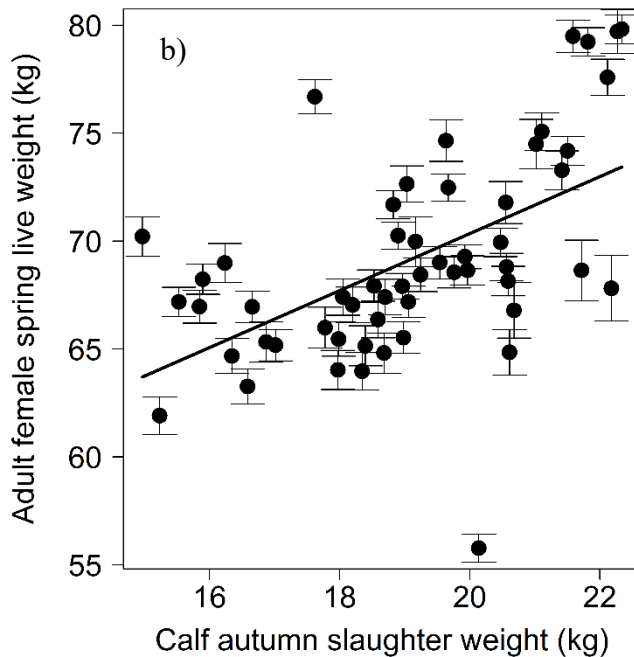 b)
Adult female spring live weight (kg)
80
75
70
65
60
55
16 18 20 22
Calf autumn slaughter weight (kg)